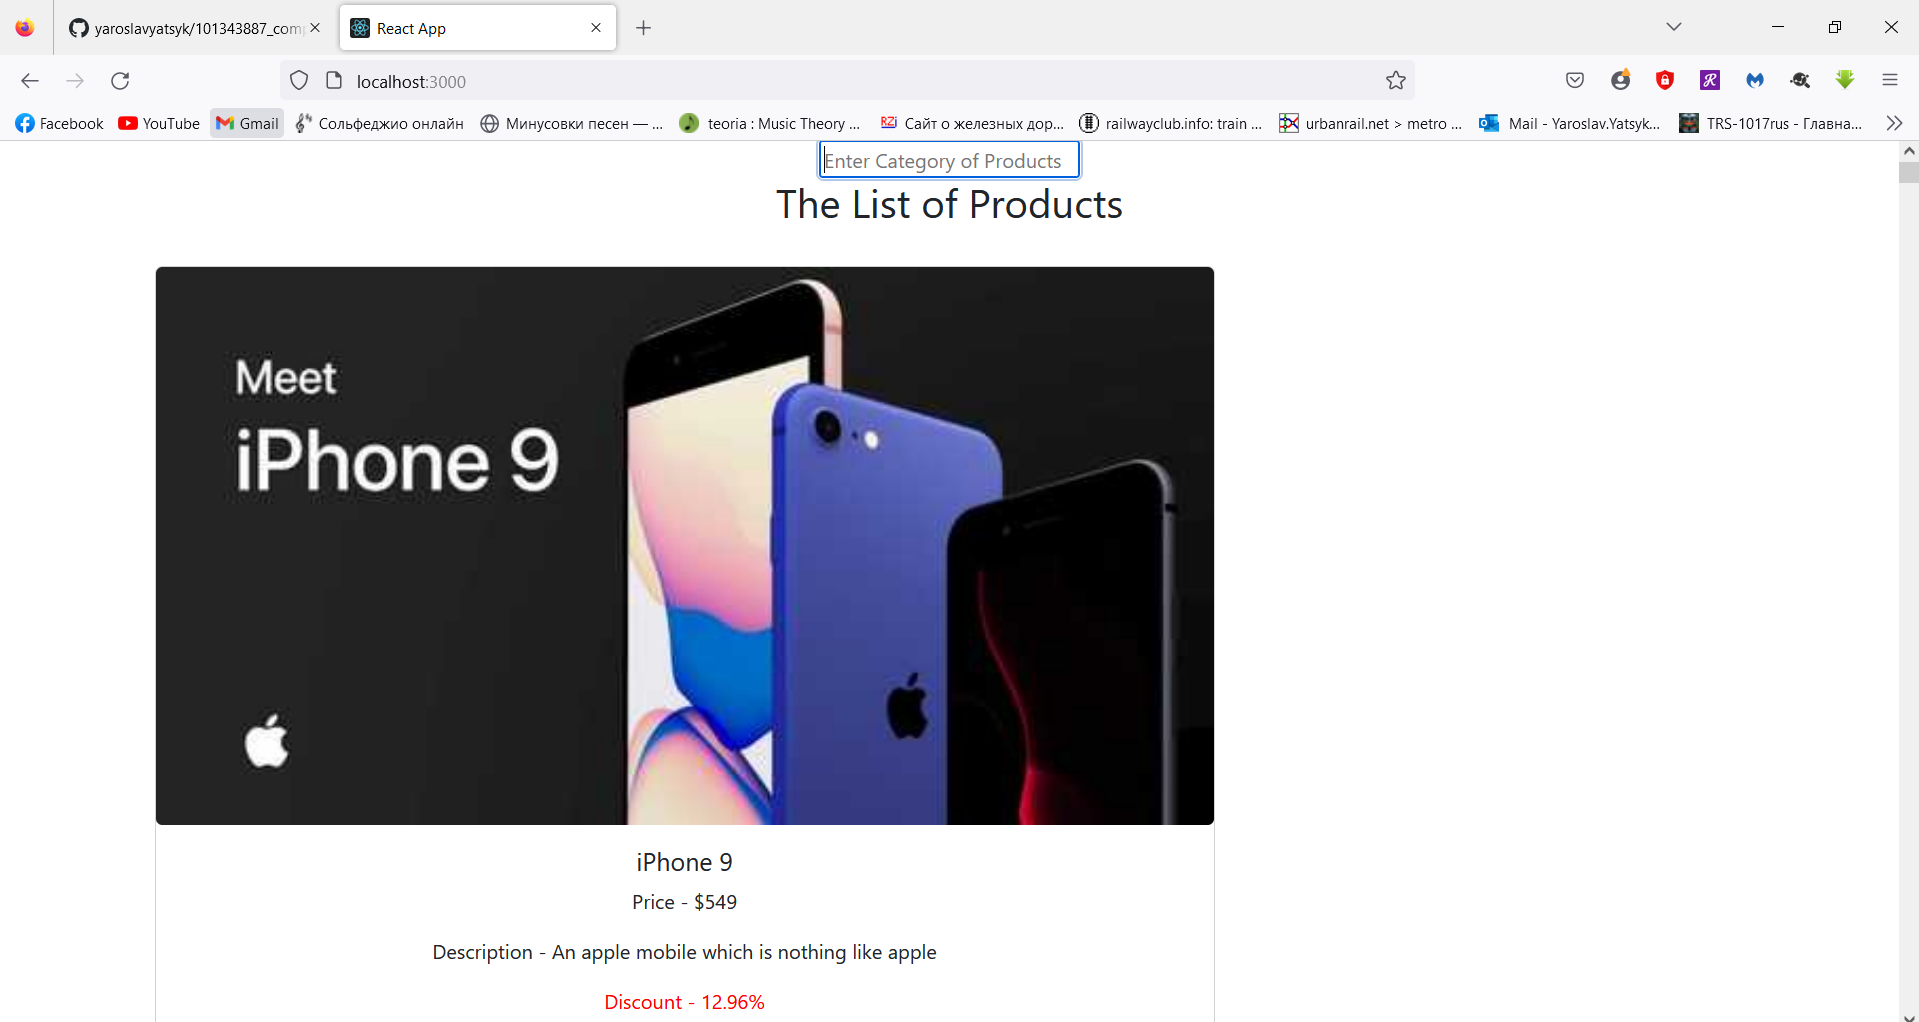 yaroslavyatsyk/101343887_comp
React App
localhost:3000
Facebook
YouTube
Gmail
Сольфеджио онлайн
Минусовки песен — ...
teoria : Music Theory ...
RZi
Сайт о железных дор...
railwayclub.info: train ...
urbanrail.net > metro ...
Mail - Yaroslav.Yatsyk...
TRS-1017rus - Главна...
Enter Category of Products
The List of Products
Meet
iPhone 9
iPhone 9
Price - $549
Description - An apple mobile which is nothing like apple
Discount - 12.96%